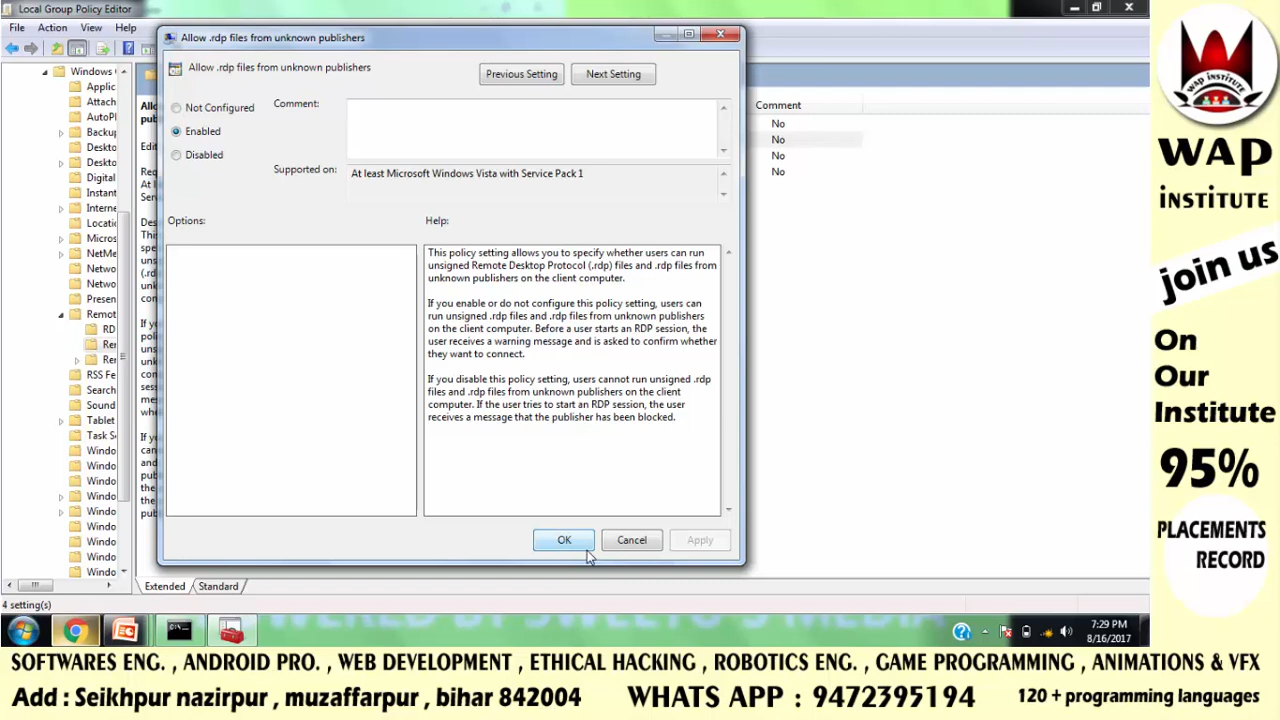 Local Group Policy Editor
File Action View Help
Allow .rdp files from unknown publishers
Allow .rdp files from unknown publishers
Previous Setting
Next Setting
Not Configured
Enabled
Disabled
Comment:
Supported on:
At least Microsoft Windows Vista with Service Pack 1
Options:
Help:
This policy setting allows you to specify whether users can run
unsigned Remote Desktop Protocol (.rdp) files and .rdp files from
unknown publishers on the client computer.
If you enable or do not configure this policy setting, users can
run unsigned .rdp files and .rdp files from unknown publishers
on the client computer. Before a user starts an RDP session, the
user receives a warning message and is asked to confirm whether
they want to connect.
If you disable this policy setting, users cannot run unsigned .rdp
files and .rdp files from unknown publishers on the client
computer. If the user tries to start an RDP session, the user
receives a message that the publisher has been blocked.
OK
Cancel
Apply
Windows
Applic
Attach
AutoPl
Backup
Deskto
Deskto
Digital
Instant
Interne
Locatio
Micros
NetMe
Netwo
Netwo
Presen
Remot
RD
Rer
Rer
RSS Fe
Search
Sound
Tablet
Task S
Windo
Windo
Windo
Windo
Windo
Windo
Windo
Windo
Windo
Comment
No
No
No
No
Extended
Standard
4 setting(s)
7:29 PM
8/16/2017
WAP INSTITUTE
WAP
INSTITUTE
join us
On
Our
Institute
95%
PLACEMENTS
RECORD
SOFTWARES ENG. , ANDROID PRO. , WEB DEVELOPMENT , ETHICAL HACKING , ROBOTICS ENG. , GAME PROGRAMMING , ANIMATIONS & VFX
Add : Seikhpur nazirpur , muzaffarpur , bihar 842004
WHATS APP : 9472395194
120 + programming languages